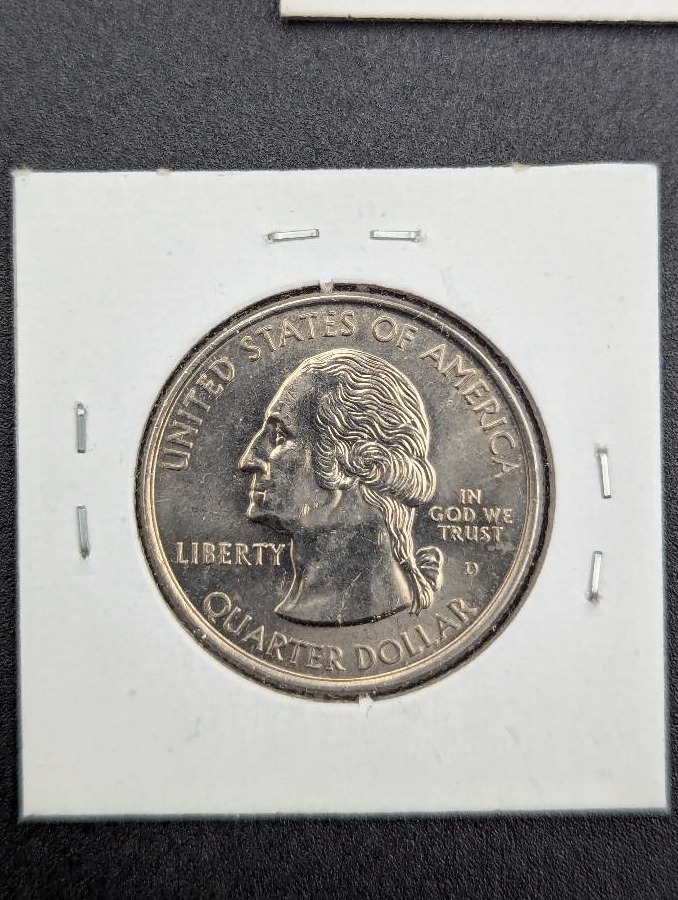 UNITED STATES OF AMERICA
IN
GOD WE
TRUST
LIBERTY
D
QUARTER DOLLAR